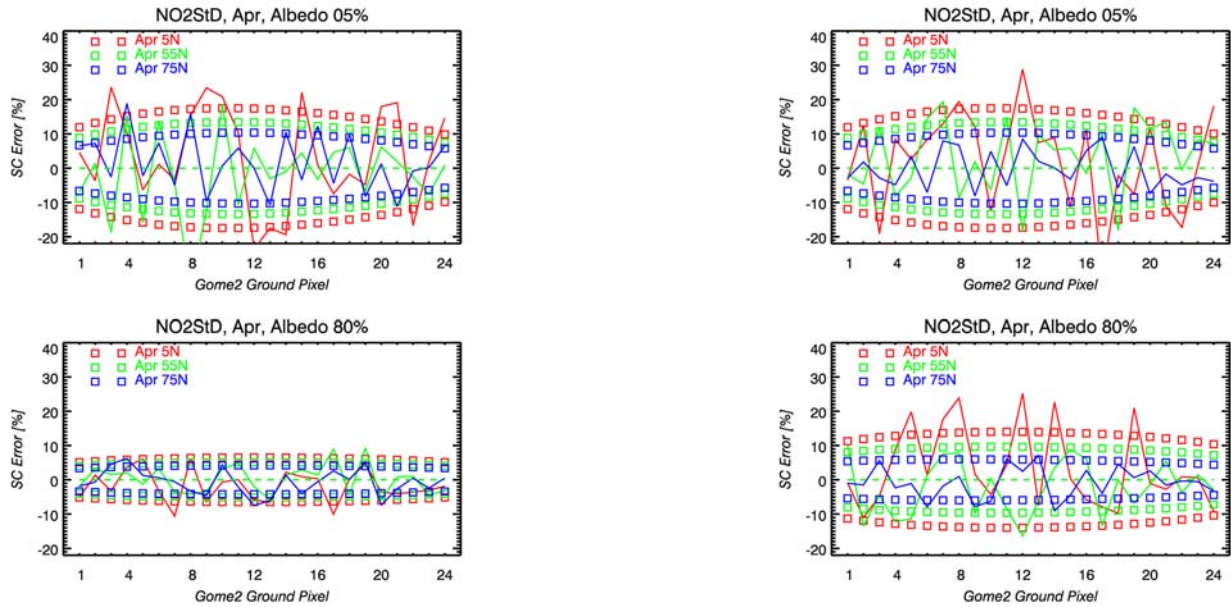 NO2StD, Apr, Albedo 05%
40
30
20
10
0
-10
-20
SC Error [%]
Apr 5N
Apr 55N
Apr 75N
1 4 8 12 16 20 24
Gome2 Ground Pixel
NO2StD, Apr, Albedo 05%
40
30
20
10
0
-10
-20
SC Error [%]
Apr 5N
Apr 55N
Apr 75N
1 4 8 12 16 20 24
Gome2 Ground Pixel
NO2StD, Apr, Albedo 80%
40
30
20
10
0
-10
-20
SC Error [%]
Apr 5N
Apr 55N
Apr 75N
1 4 8 12 16 20 24
Gome2 Ground Pixel
NO2StD, Apr, Albedo 80%
40
30
20
10
0
-10
-20
SC Error [%]
Apr 5N
Apr 55N
Apr 75N
1 4 8 12 16 20 24
Gome2 Ground Pixel